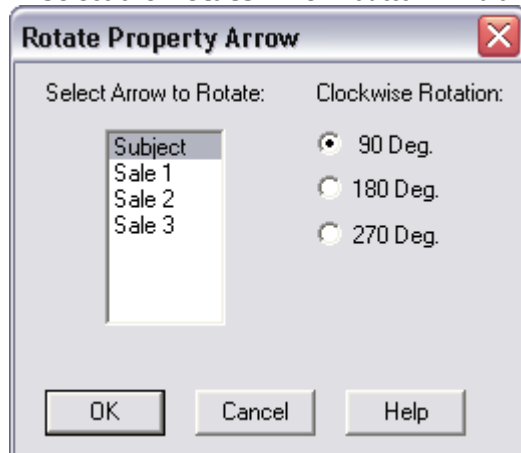 Rotate Property Arrow
Select Arrow to Rotate:
Clockwise Rotation:
Subject
Sale 1
Sale 2
Sale 3
90 Deg.
180 Deg.
270 Deg.
OK
Cancel
Help